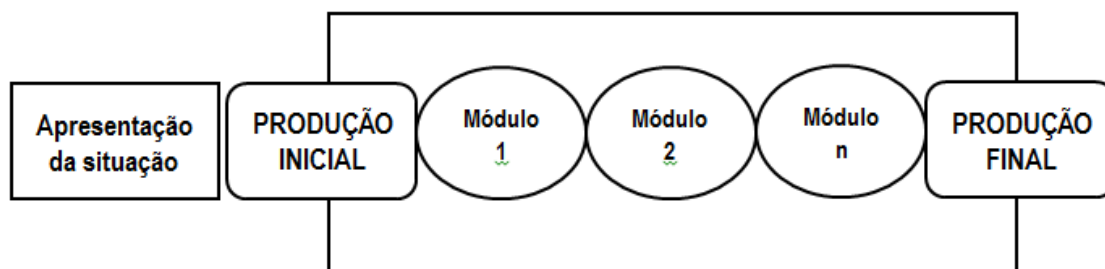 Apresentação
da situação
PRODUÇÃO
INICIAL
Módulo
1
Módulo
2
Módulo
n
PRODUÇÃO
FINAL